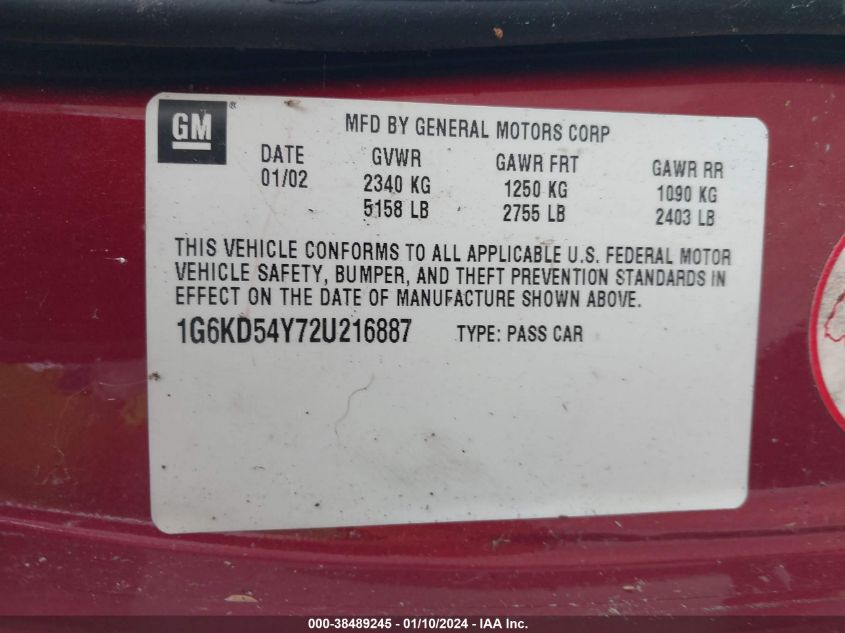 GM®
MFD BY GENERAL MOTORS CORP
DATE GVWR GAWR FRT GAWR RR
01/02 2340 KG 1250 KG 1090 KG
5158 LB 2755 LB 2403 LB
THIS VEHICLE CONFORMS TO ALL APPLICABLE U.S. FEDERAL MOTOR
VEHICLE SAFETY, BUMPER, AND THEFT PREVENTION STANDARDS IN
EFFECT ON THE DATE OF MANUFACTURE SHOWN ABOVE.
1G6KD54Y72U216887 TYPE: PASS CAR
000-38489245 - 01/10/2024 - IAA Inc.